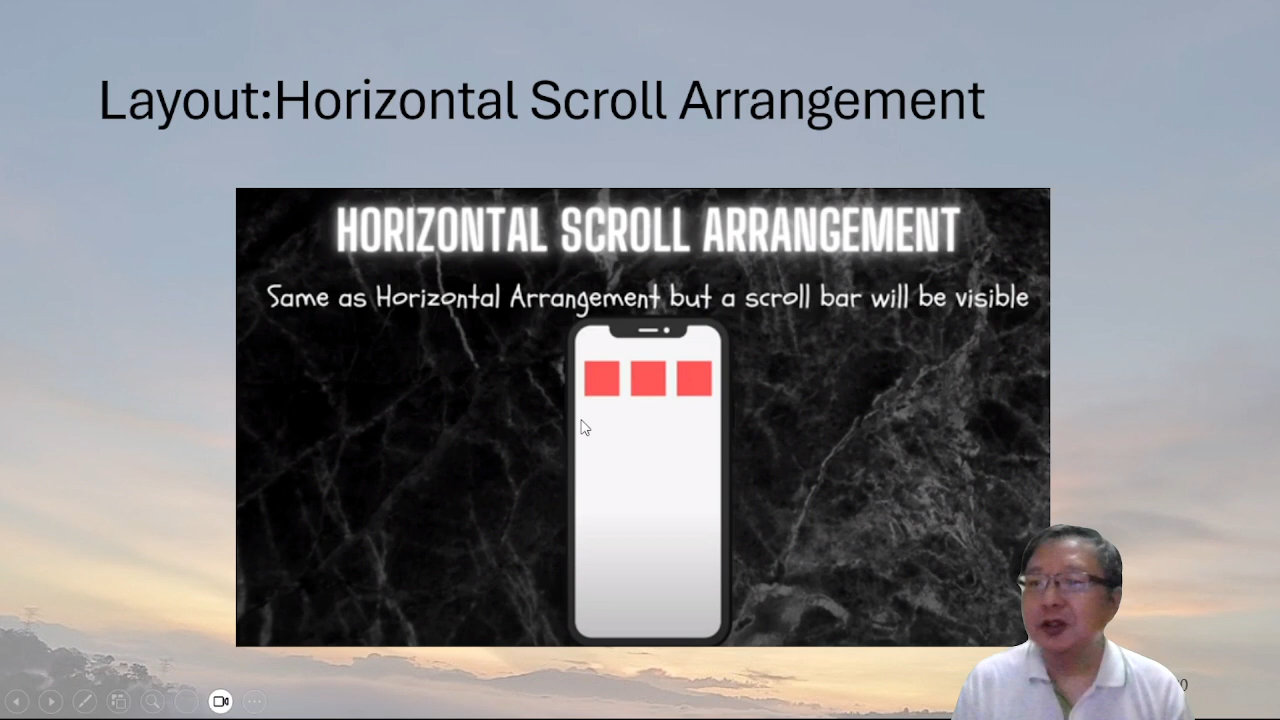 Layout:Horizontal Scroll Arrangement
HORIZONTAL SCROLL ARRANGEMENT
Same as Horizontal Arrangement but a scroll bar will be visible